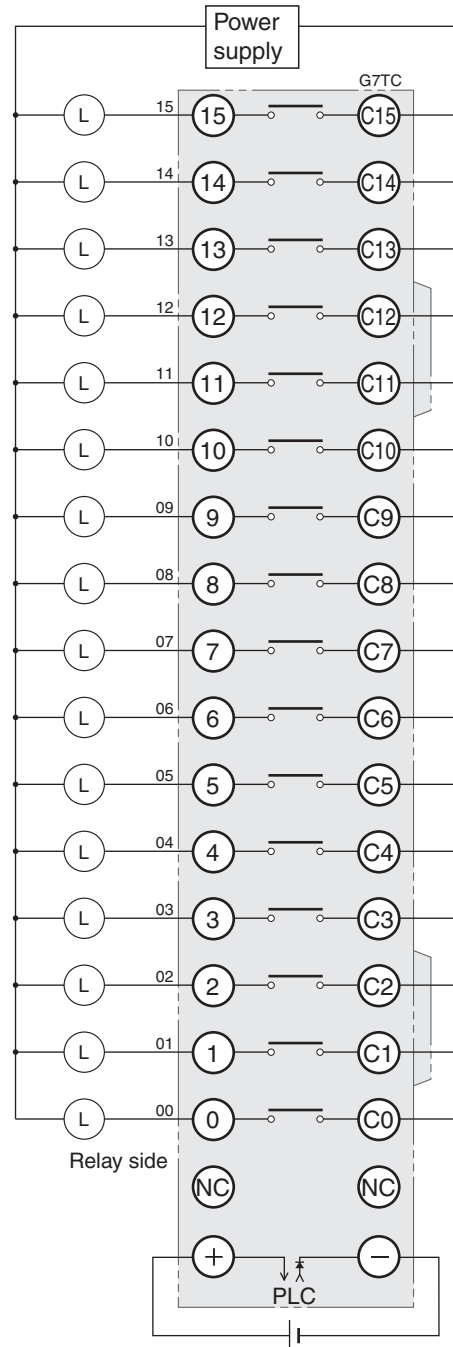 Power
supply
G7TC
L 15 15 C15
L 14 14 C14
L 13 13 C13
L 12 12 C12
L 11 11 C11
L 10 10 C10
L 09 9 C9
L 08 8 C8
L 07 7 C7
L 06 6 C6
L 05 5 C5
L 04 4 C4
L 03 3 C3
L 02 2 C2
L 01 1 C1
L 00 0 C0
Relay side
NC NC
+ −
PLC